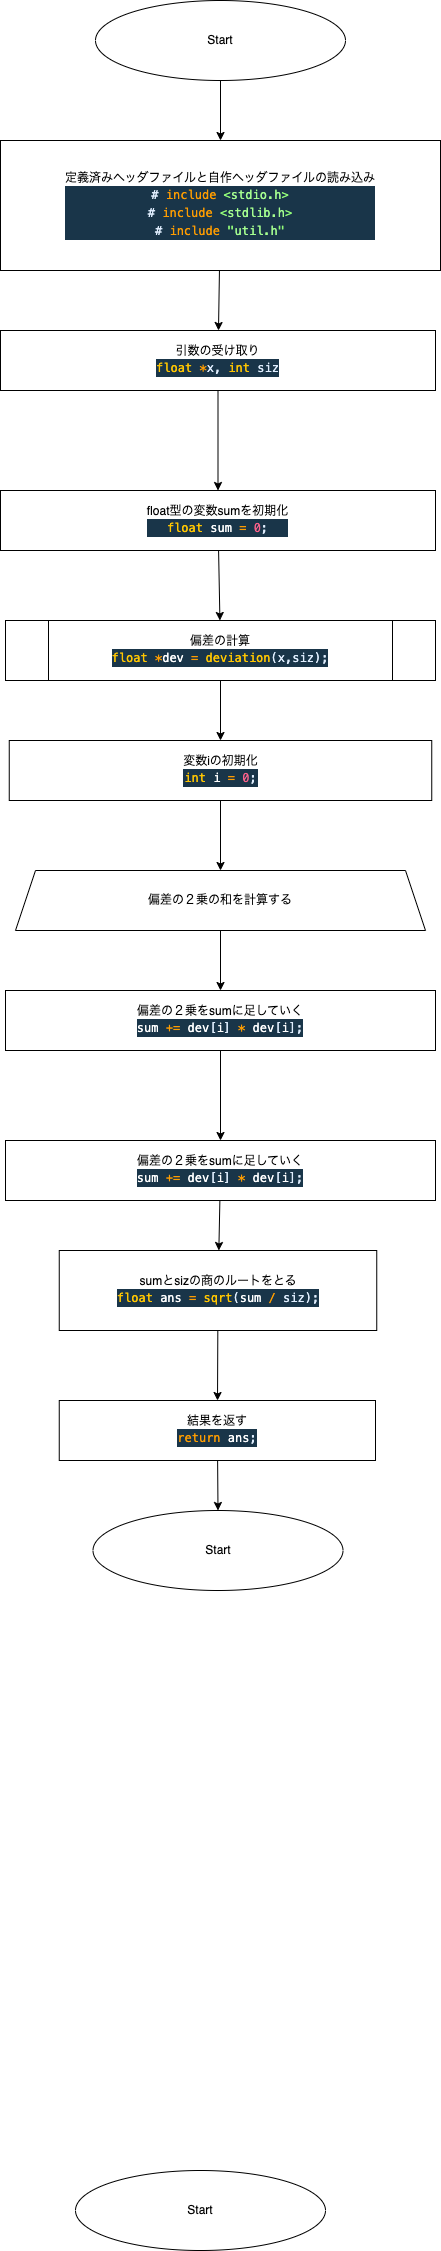 Start
定義済みヘッダファイルと自作ヘッダファイルの読み込み
# include <stdio.h>
# include <stdlib.h>
# include "util.h"
引数の受け取り
float *x, int siz
float型の変数sumを初期化
float sum = 0;
偏差の計算
float *dev = deviation(x,siz);
変数iの初期化
int i = 0;
偏差の２乗の和を計算する
偏差の２乗をsumに足していく
sum += dev[i] * dev[i];
偏差の２乗をsumに足していく
sum += dev[i] * dev[i];
sumとsizの商のルートをとる
float ans = sqrt(sum / siz);
結果を返す
return ans;
Start
Start